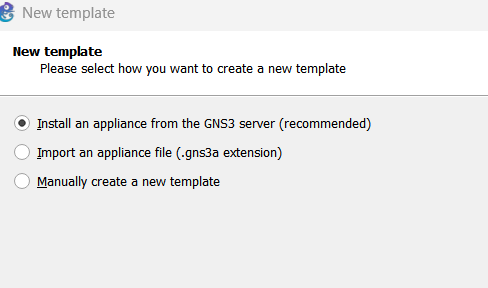 New template
New template
Please select how you want to create a new template
Install an appliance from the GNS3 server (recommended)
Import an appliance file (.gns3a extension)
Manually create a new template